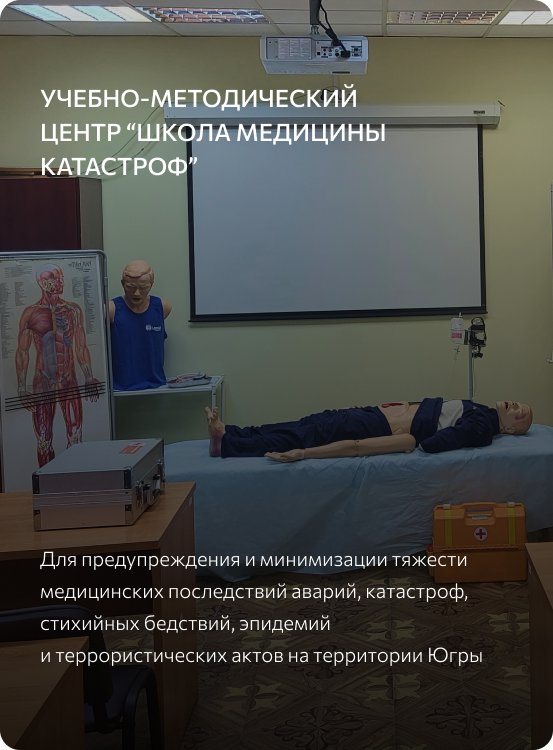 УЧЕБНО-МЕТОДИЧЕСКИЙ
ЦЕНТР “ШКОЛА МЕДИЦИНЫ
КАТАСТРОФ”
Для предупреждения и минимизации тяжести
медицинских последствий аварий, катастроф,
стихийных бедствий, эпидемий
и террористических актов на территории Югры